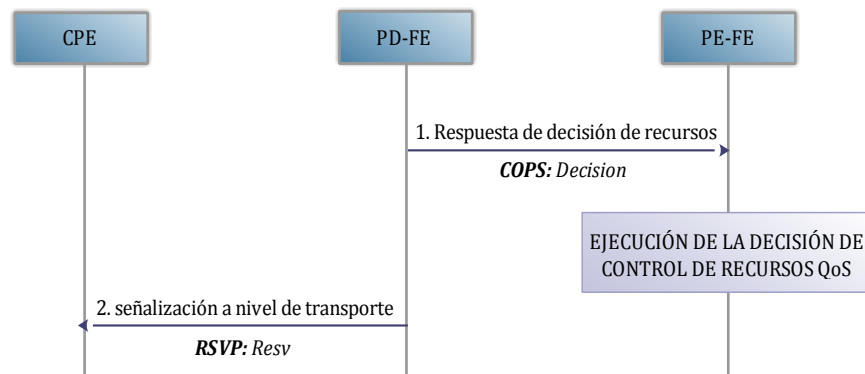 CPE
PD-FE
PE-FE
1. Respuesta de decisión de recursos
COPS: Decision
EJECUCIÓN DE LA DECISIÓN DE
CONTROL DE RECURSOS QoS
2. señalización a nivel de transporte
RSVP: Resv